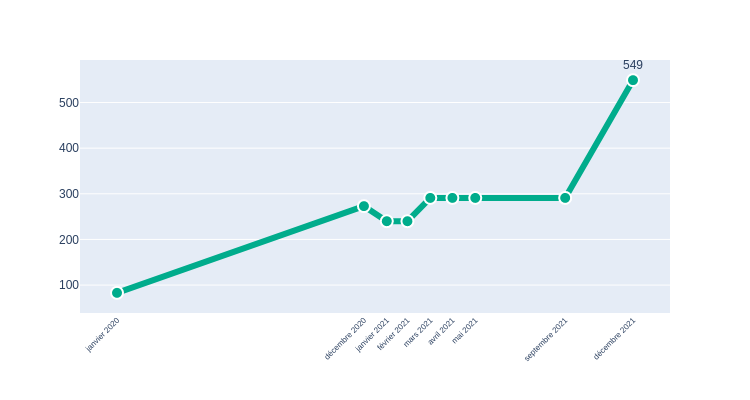 549
500
400
300
200
100
janvier 2020
décembre 2020
janvier 2021
février 2021
mars 2021
avril 2021
mai 2021
septembre 2021
décembre 2021